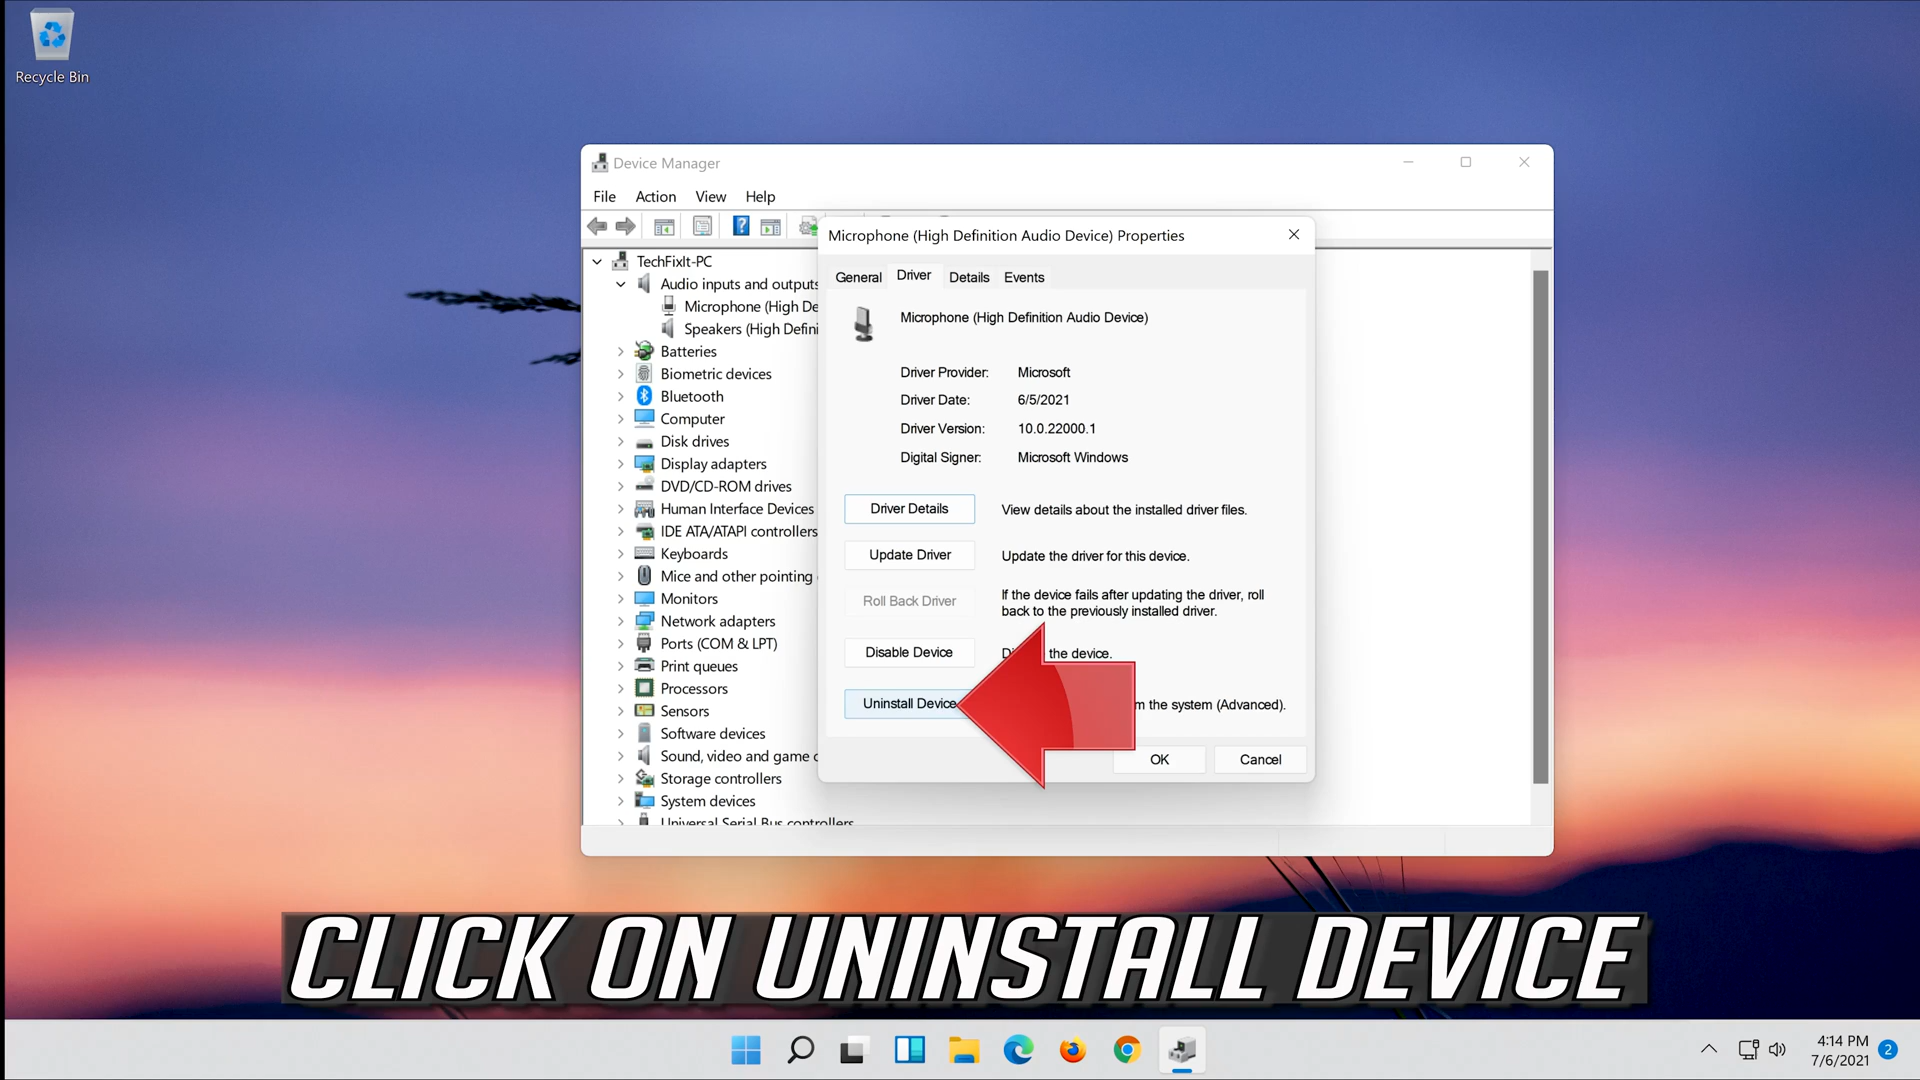 Recycle Bin
Device Manager
File Action View Help
Microphone (High Definition Audio Device) Properties
General Driver Details Events
TechFixIt-PC
Audio inputs and outputs
Microphone (High De
Speakers (High Defini
Batteries
Biometric devices
Bluetooth
Computer
Disk drives
Display adapters
DVD/CD-ROM drives
Human Interface Devices
IDE ATA/ATAPI controllers
Keyboards
Mice and other pointing
Monitors
Network adapters
Ports (COM & LPT)
Print queues
Processors
Sensors
Software devices
Sound, video and game c
Storage controllers
System devices
Universal Serial Bus controllers
Microphone (High Definition Audio Device)
Driver Provider: Microsoft
Driver Date: 6/5/2021
Driver Version: 10.0.22000.1
Digital Signer: Microsoft Windows
Driver Details View details about the installed driver files.
Update Driver Update the driver for this device.
Roll Back Driver If the device fails after updating the driver, roll
back to the previously installed driver.
Disable Device the device.
Uninstall Device the system (Advanced).
OK Cancel
CLICK ON UNINSTALL DEVICE
4:14 PM
7/6/2021 2